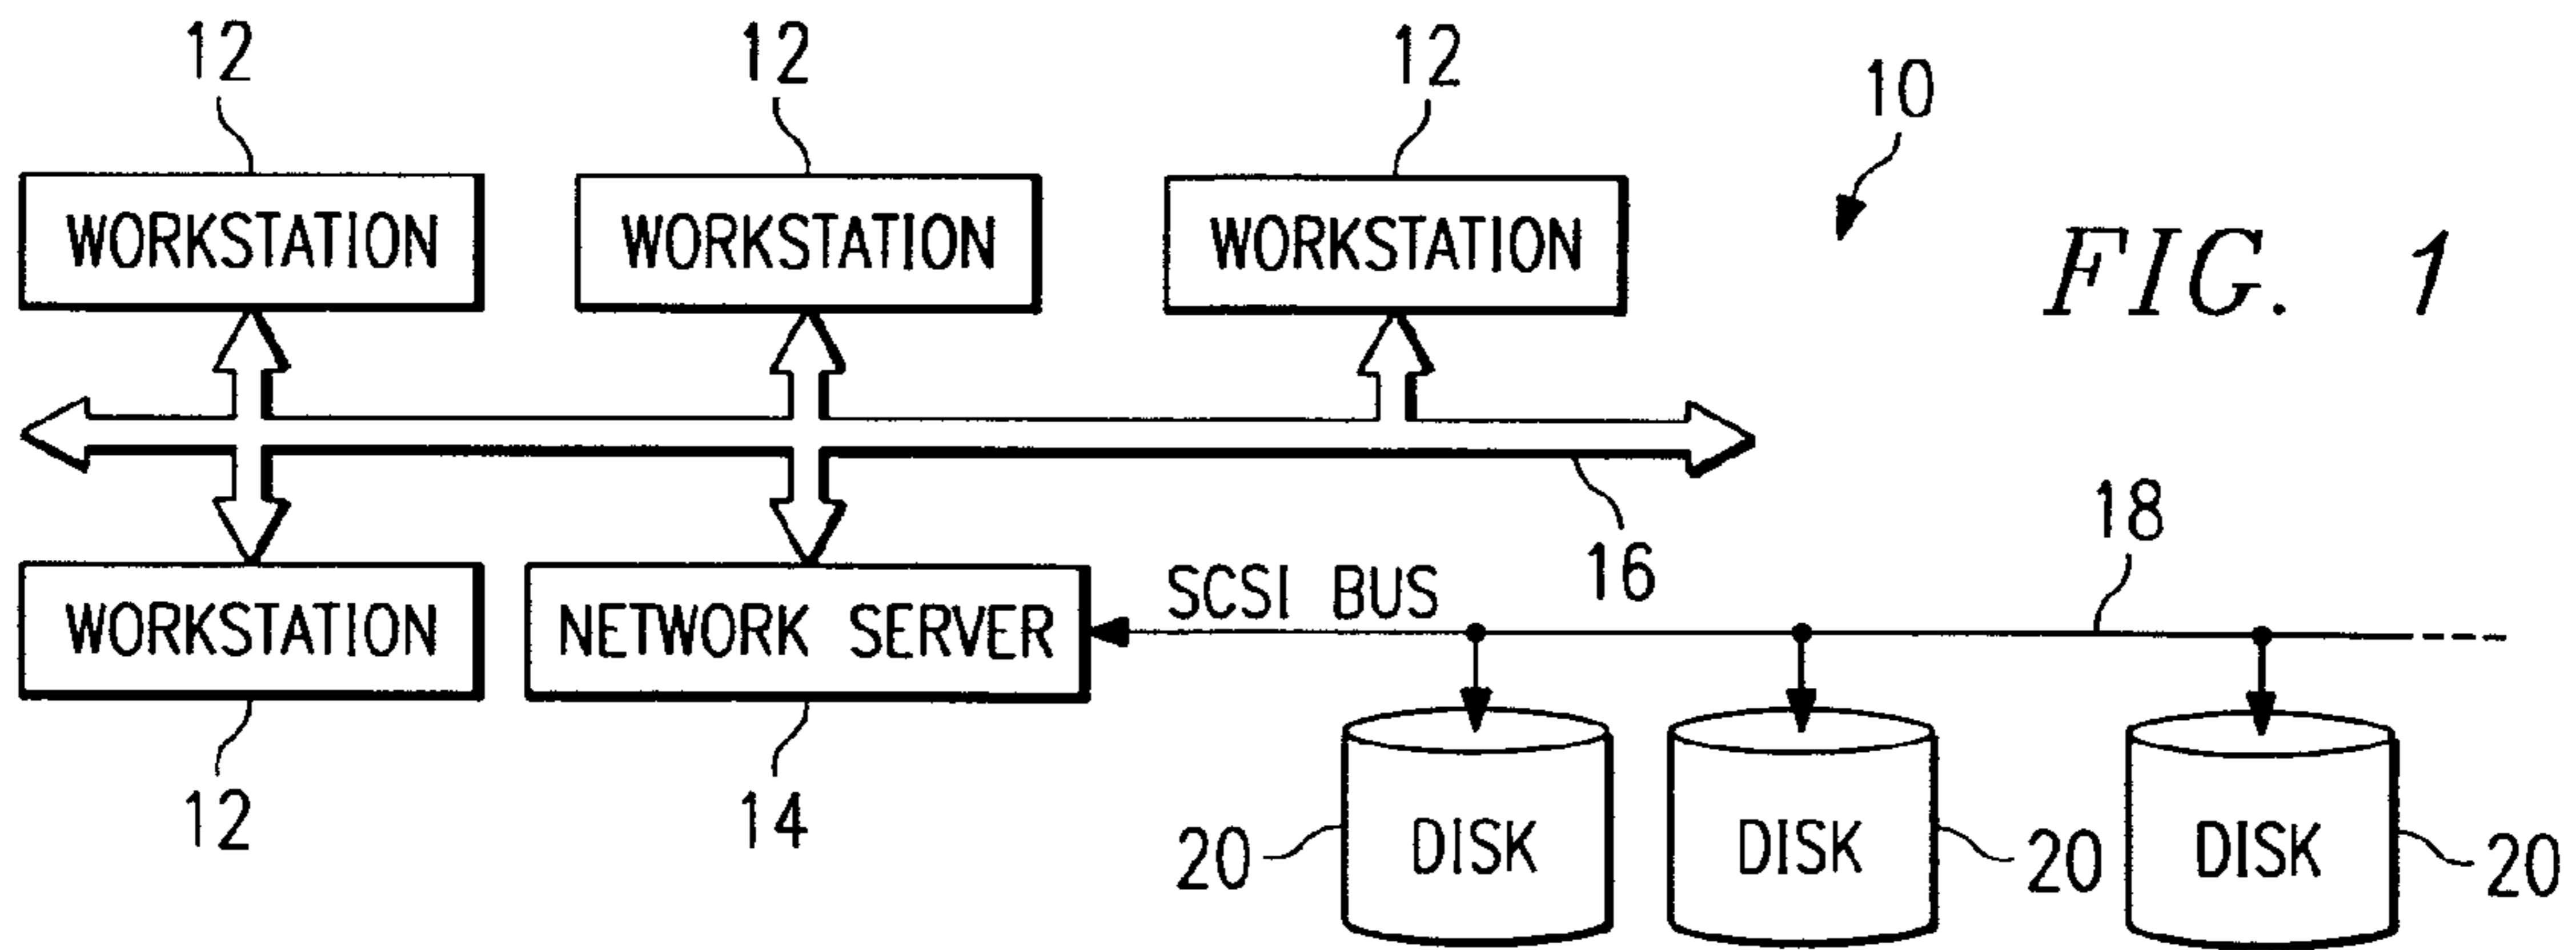 12
12
12
10
WORKSTATION
WORKSTATION
WORKSTATION
FIG. 1
16
18
SCSI BUS
WORKSTATION
NETWORK SERVER
12
14
20
DISK
DISK
20
DISK
20